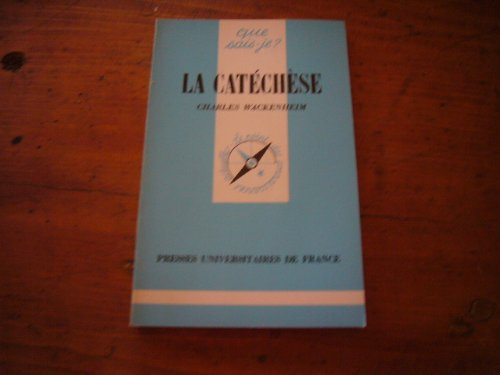 que
sais-je?
LA CATÉCHÈSE
CHARLES WACKENHEIM
PRESSES UNIVERSITAIRES DE FRANCE